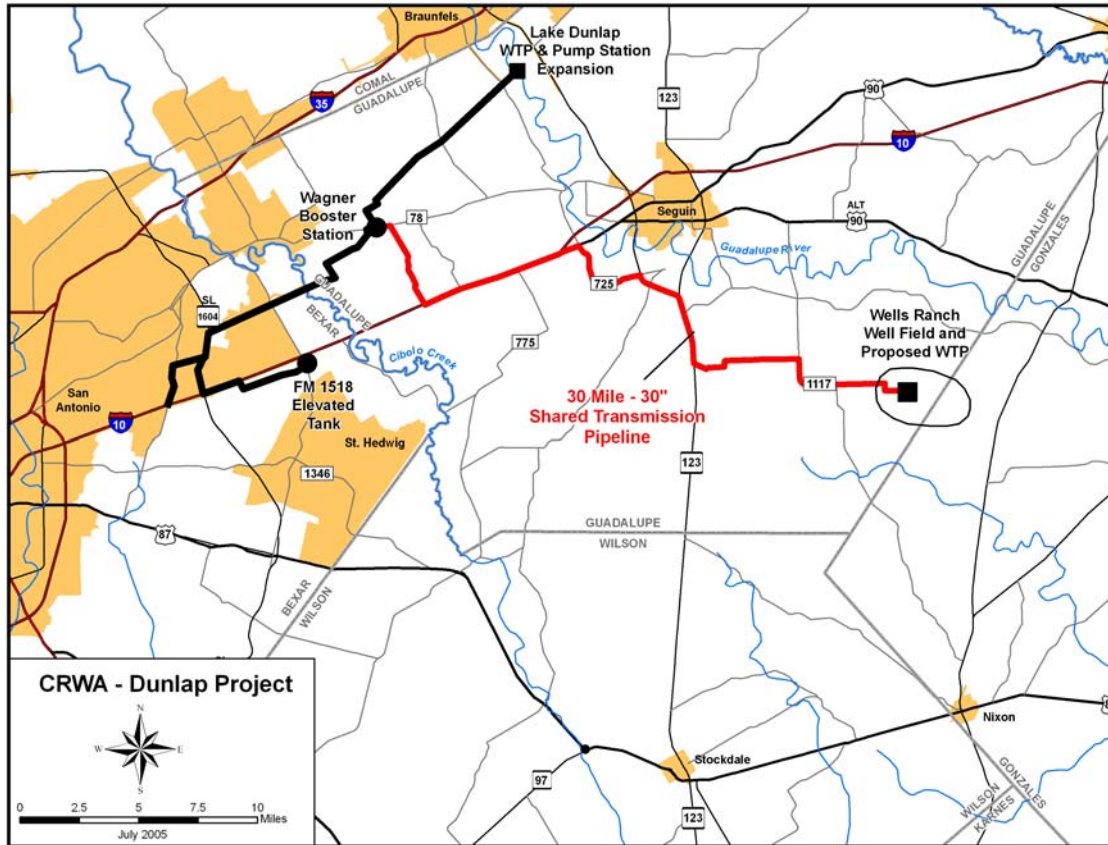 Braunfels
Lake Dunlap
WTP & Pump Station
Expansion
COMAL
GUADALUPE
35
123
90
10
Wagner
Booster
Station
78
Seguin
ALT
90
Guadalupe River
GUADALUPE
GONZALES
SL
1604
GUADALUPE
BEXAR
725
Cibolo Creek
775
Wells Ranch
Well Field and
Proposed WTP
San
Antonio
10
FM 1518
Elevated
Tank
St. Hedwig
1346
30 Mile - 30"
Shared Transmission
Pipeline
1117
123
87
GUADALUPE
WILSON
BEXAR
WILSON
CRWA - Dunlap Project
N
W
E
S
0 2.5 5 7.5 10
Miles
July 2005
Nixon
Stockdale
97
123
GONZALES
WILSON
KARNES